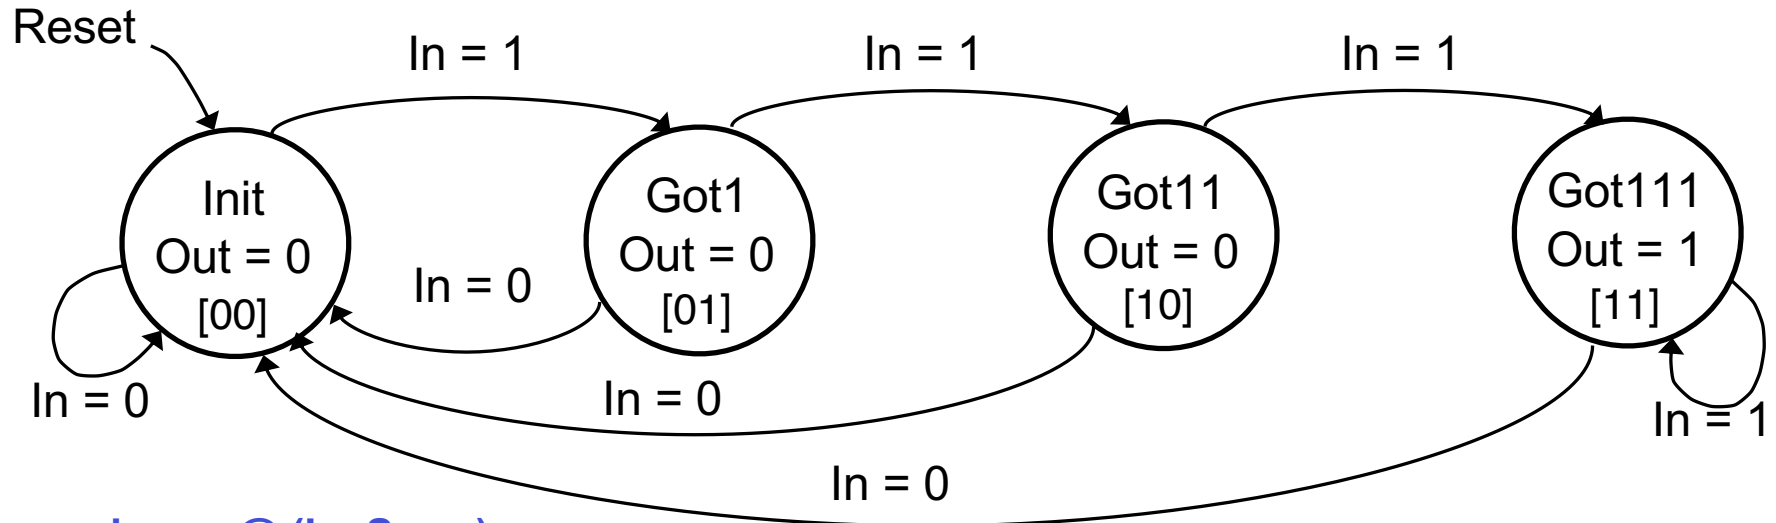 Reset
In = 1
In = 1
In = 1
Init
Out = 0
[00]
Got1
Out = 0
[01]
Got11
Out = 0
[10]
Got111
Out = 1
[11]
In = 0
In = 0
In = 0
In = 1
In = 0